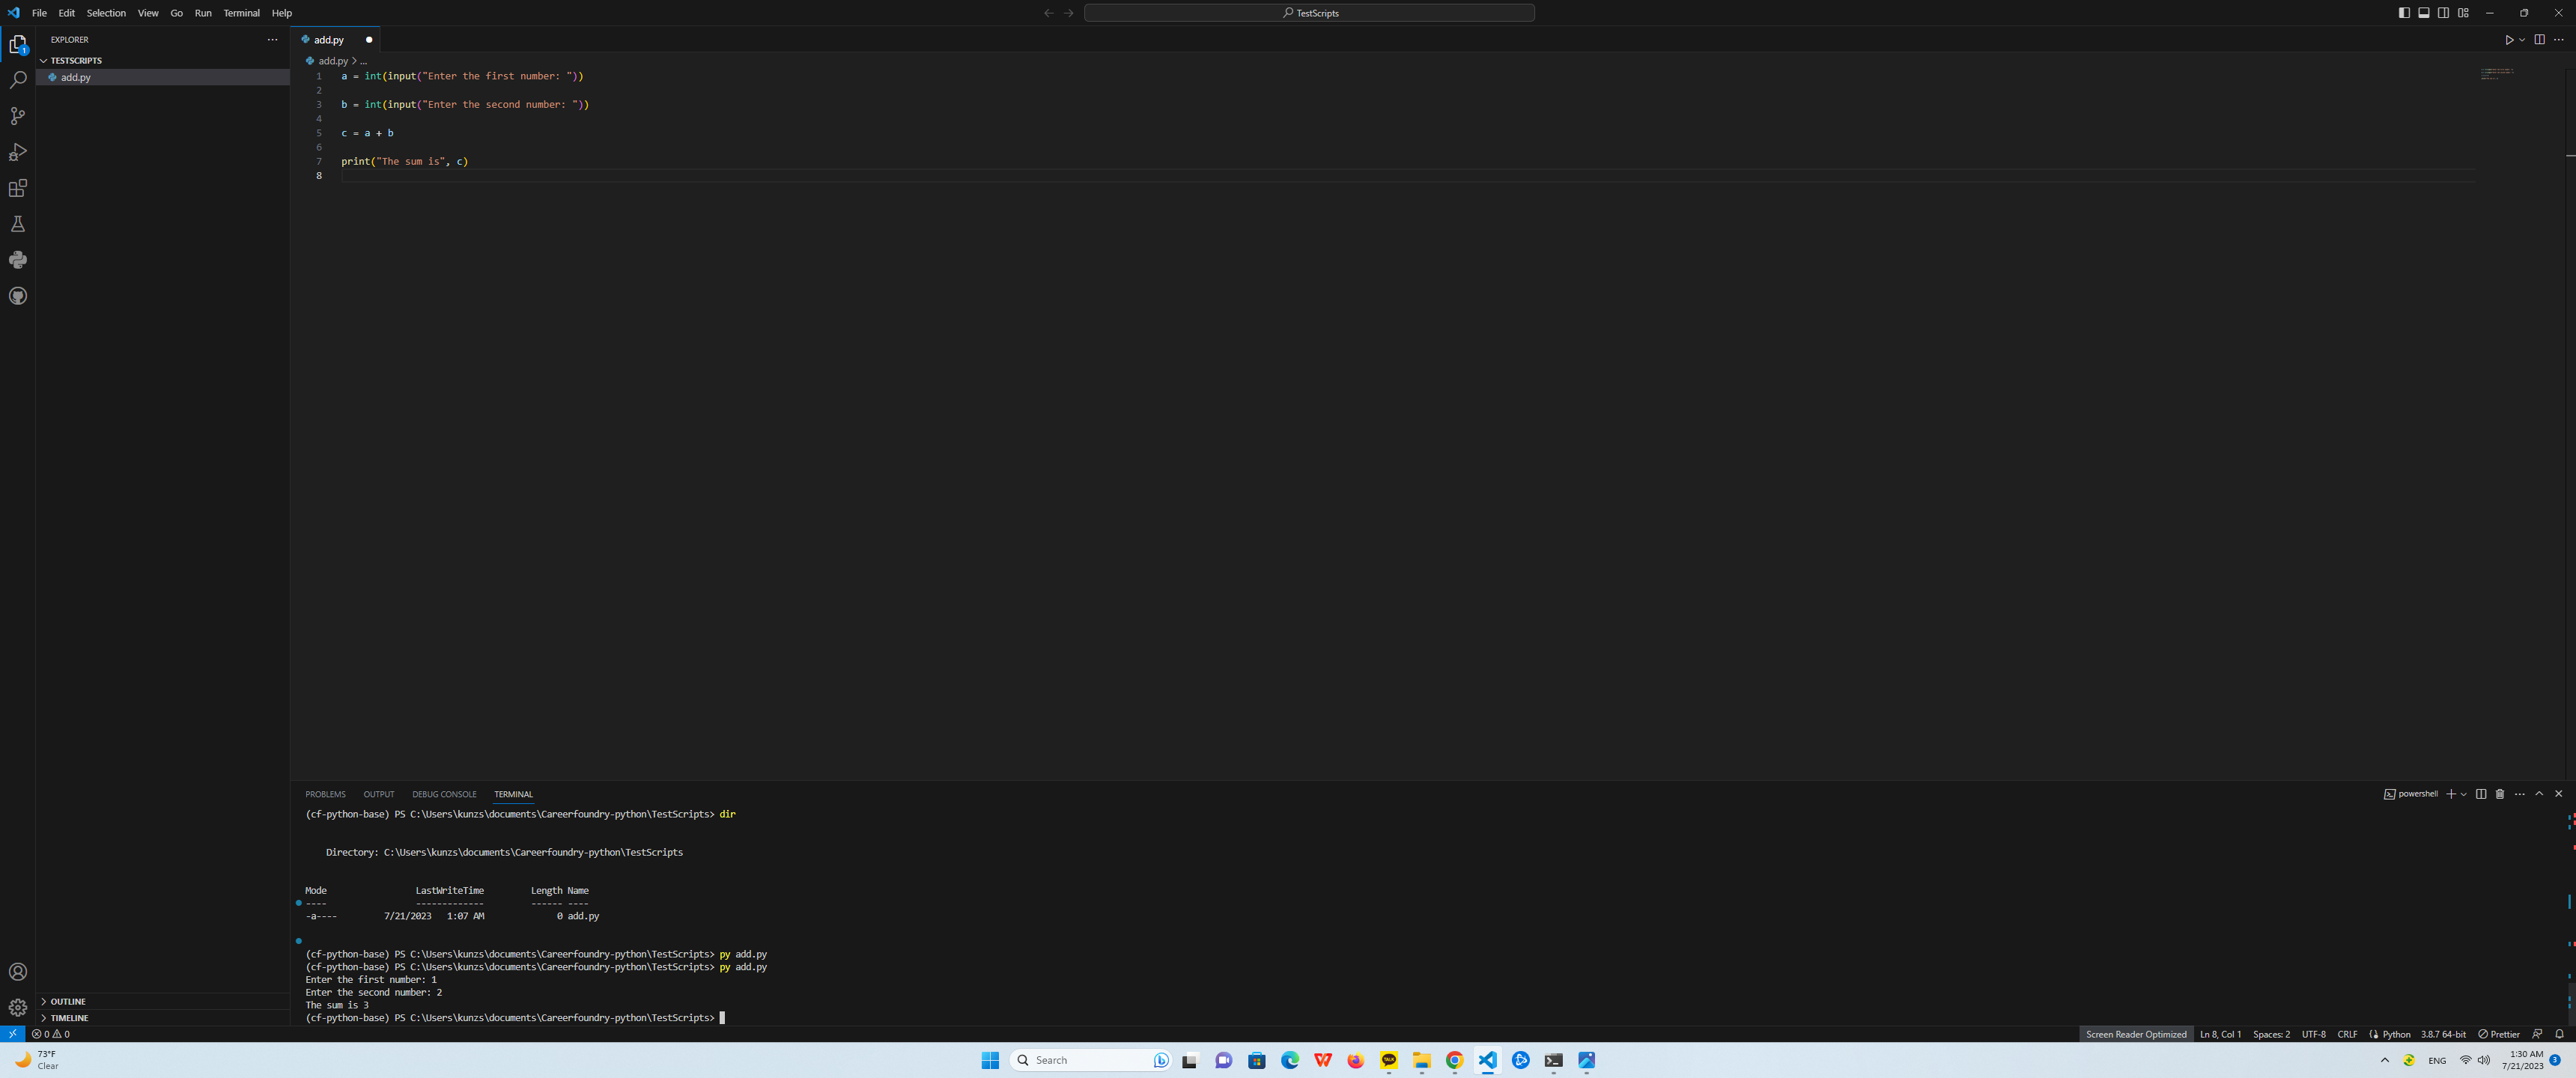 File Edit Selection View Go Run Terminal Help
TestScripts
EXPLORER
TESTSCRIPTS
add.py
1
add.py
add.py > ...
1 a = int(input("Enter the first number: "))
2
3 b = int(input("Enter the second number: "))
4
5 c = a + b
6
7 print("The sum is", c)
8
PROBLEMS OUTPUT DEBUG CONSOLE TERMINAL
powershell
(cf-python-base) PS C:\Users\kunzs\documents\Careerfoundry-python\TestScripts> dir
Directory: C:\Users\kunzs\documents\Careerfoundry-python\TestScripts
Mode LastWriteTime Length Name
---- ------------- ------ ----
-a---- 7/21/2023 1:07 AM 0 add.py
(cf-python-base) PS C:\Users\kunzs\documents\Careerfoundry-python\TestScripts> py add.py
(cf-python-base) PS C:\Users\kunzs\documents\Careerfoundry-python\TestScripts> py add.py
Enter the first number: 1
Enter the second number: 2
The sum is 3
(cf-python-base) PS C:\Users\kunzs\documents\Careerfoundry-python\TestScripts>
OUTLINE
TIMELINE
0 0
Screen Reader Optimized Ln 8, Col 1 Spaces: 2 UTF-8 CRLF Python 3.8.7 64-bit Prettier
73°F
Clear
Search
TALK
ENG
1:30 AM
7/21/2023
3